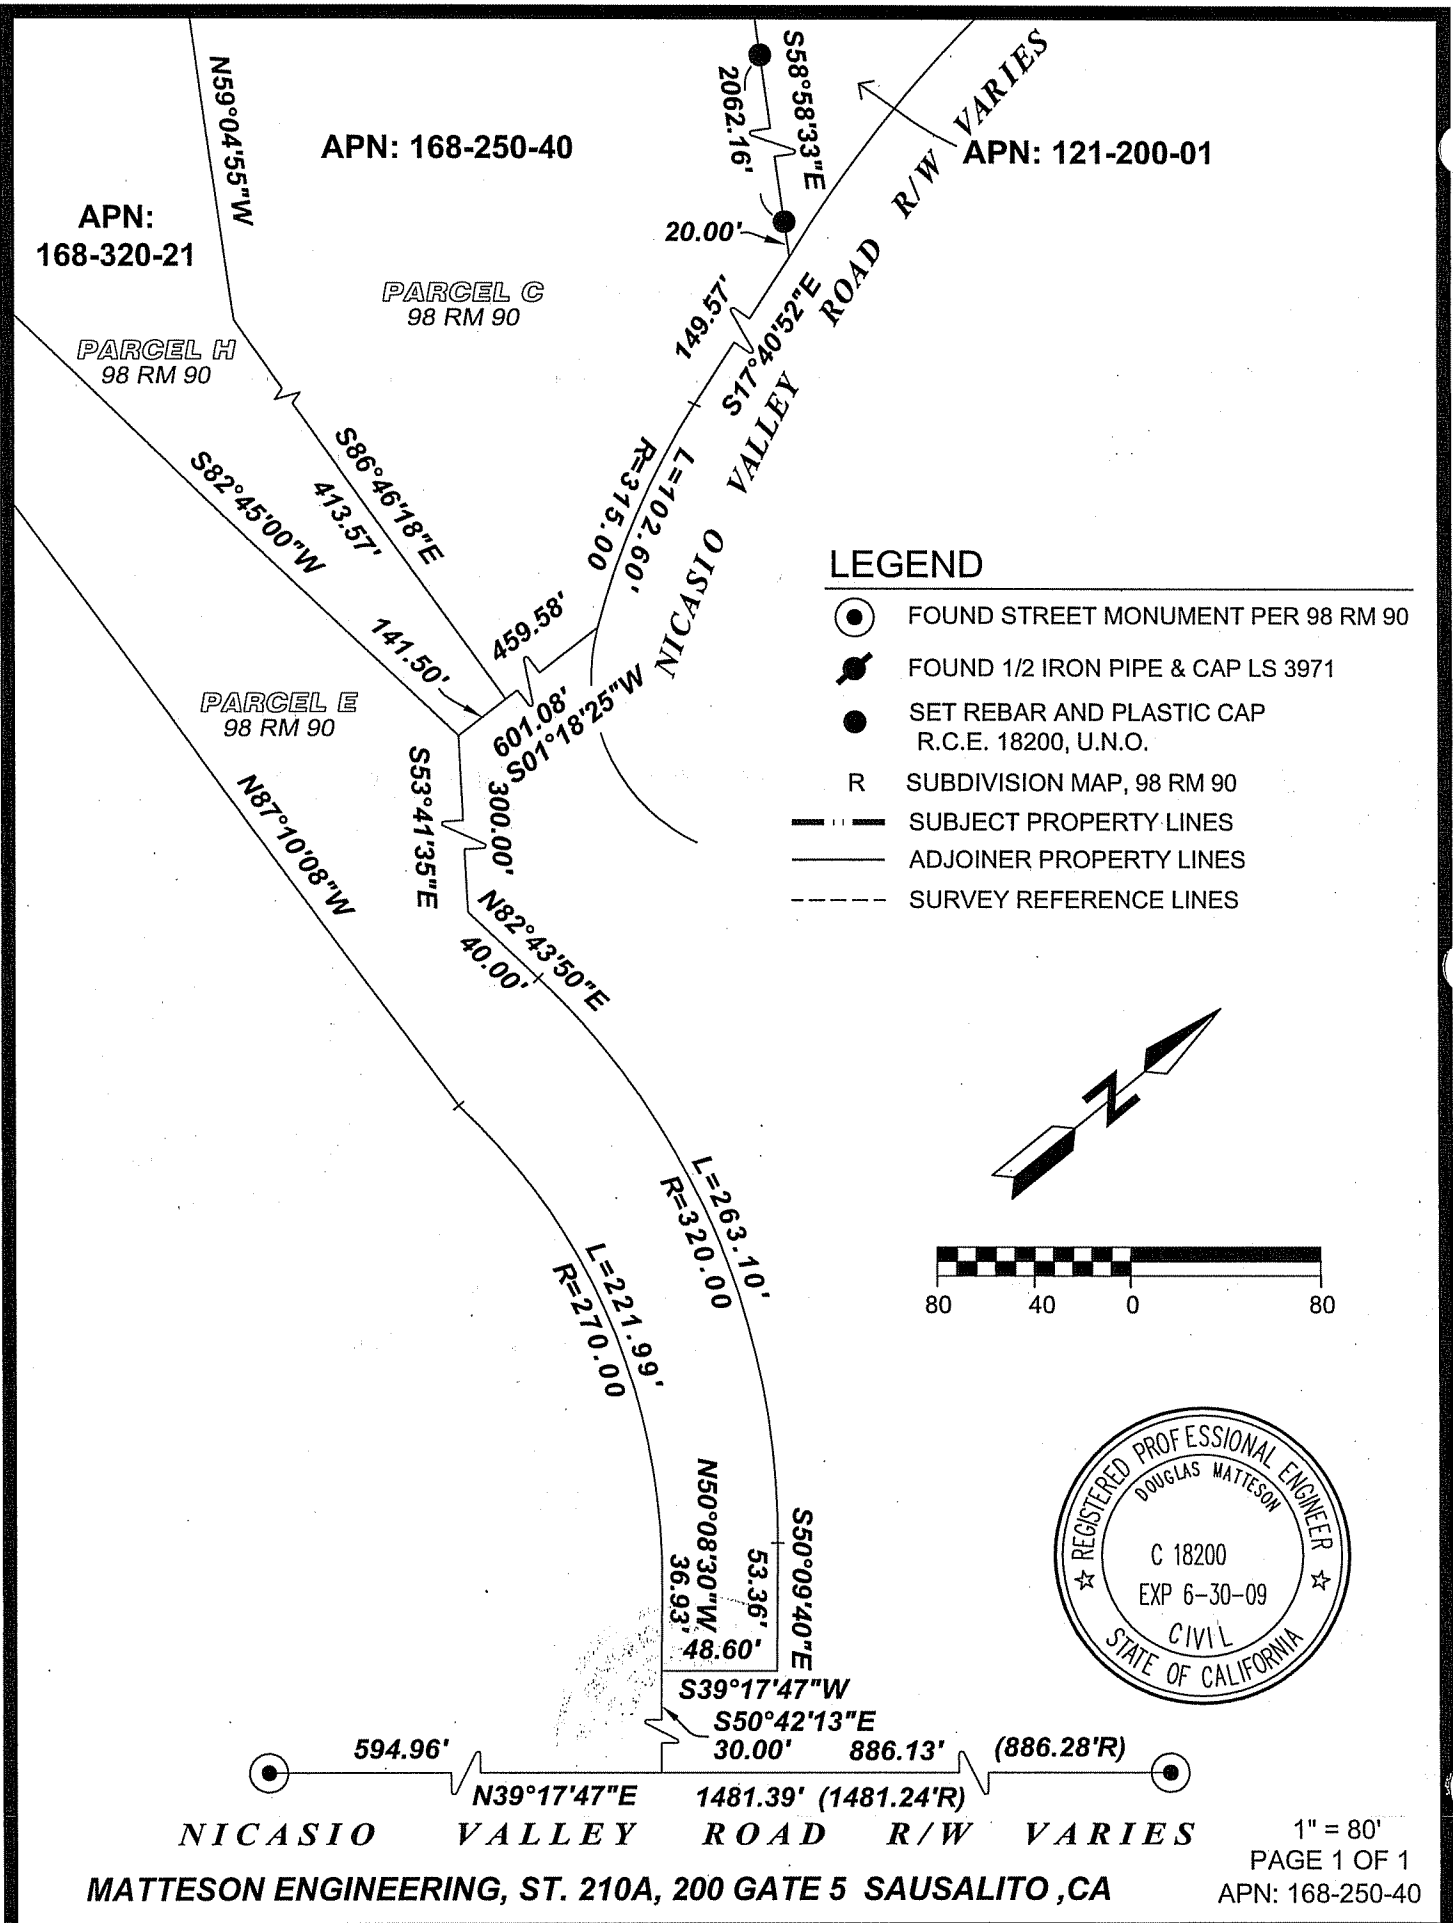 N59°04'55"W
APN: 168-250-40
S58°58'33"E
2062.16'
VARIES
APN: 121-200-01
R/W
APN:
168-320-21
20.00'
ROAD
PARCEL C
98 RM 90
149.57'
S17°40'52"E
PARCEL H
98 RM 90
VALLEY
S86°46'18"E
413.57'
S82°45'00"W
L=102.60'
R=315.00
NICASIO
LEGEND
FOUND STREET MONUMENT PER 98 RM 90
FOUND 1/2 IRON PIPE & CAP LS 3971
SET REBAR AND PLASTIC CAP
R.C.E. 18200, U.N.O.
R SUBDIVISION MAP, 98 RM 90
SUBJECT PROPERTY LINES
ADJOINER PROPERTY LINES
SURVEY REFERENCE LINES
459.58'
141.50'
601.08'
S01°18'25"W
PARCEL E
98 RM 90
S53°41'35"E
300.00'
N87°10'08"W
N82°43'50"E
40.00'
N
L=263.10'
R=320.00
L=221.99'
R=270.00
80 40 0 80
REGISTERED PROFESSIONAL ENGINEER
DOUGLAS MATTESON
C 18200
EXP 6-30-09
CIVIL
STATE OF CALIFORNIA
N50°08'30"W
36.93'
53.36'
S50°09'40"E
48.60'
S39°17'47"W
S50°42'13"E
594.96' 30.00' 886.13' (886.28'R)
N39°17'47"E 1481.39' (1481.24'R)
NICASIO VALLEY ROAD R/W VARIES
1" = 80'
PAGE 1 OF 1
APN: 168-250-40
MATTESON ENGINEERING, ST. 210A, 200 GATE 5 SAUSALITO ,CA